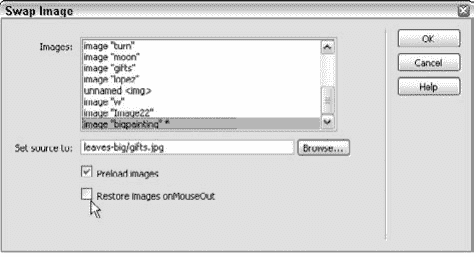 Swap Image
Images:
image "turn"
image "moon"
image "gifts"
image "lopez"
unnamed <img>
image "w"
image "Image22"
image "bigpainting" *
Set source to: leaves-big/gifts.jpg Browse...
Preload images
Restore images onMouseOut
OK
Cancel
Help